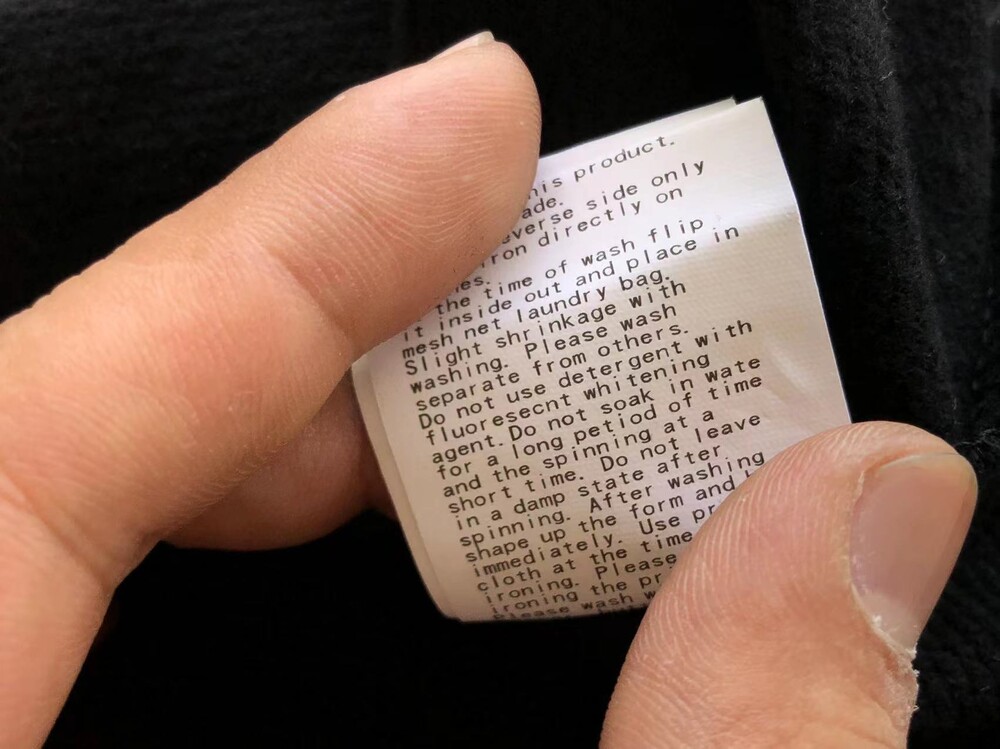 his product.
ade.
everse side only
ron directly on
es.
the time of wash flip
it inside out and place in
mesh net laundry bag.
Slight shrinkage with
washing. Please wash
separate from others.
Do not use detergent with
fluoresecnt whitening
agent. Do not soak in wate
for a long petiod of time
and the spinning at a
short time. Do not leave
in a damp state after
spinning. After washing
shape up the form and
immediately. Use pr
cloth at the time
ironing. Please
ironing the pri
Please wash w